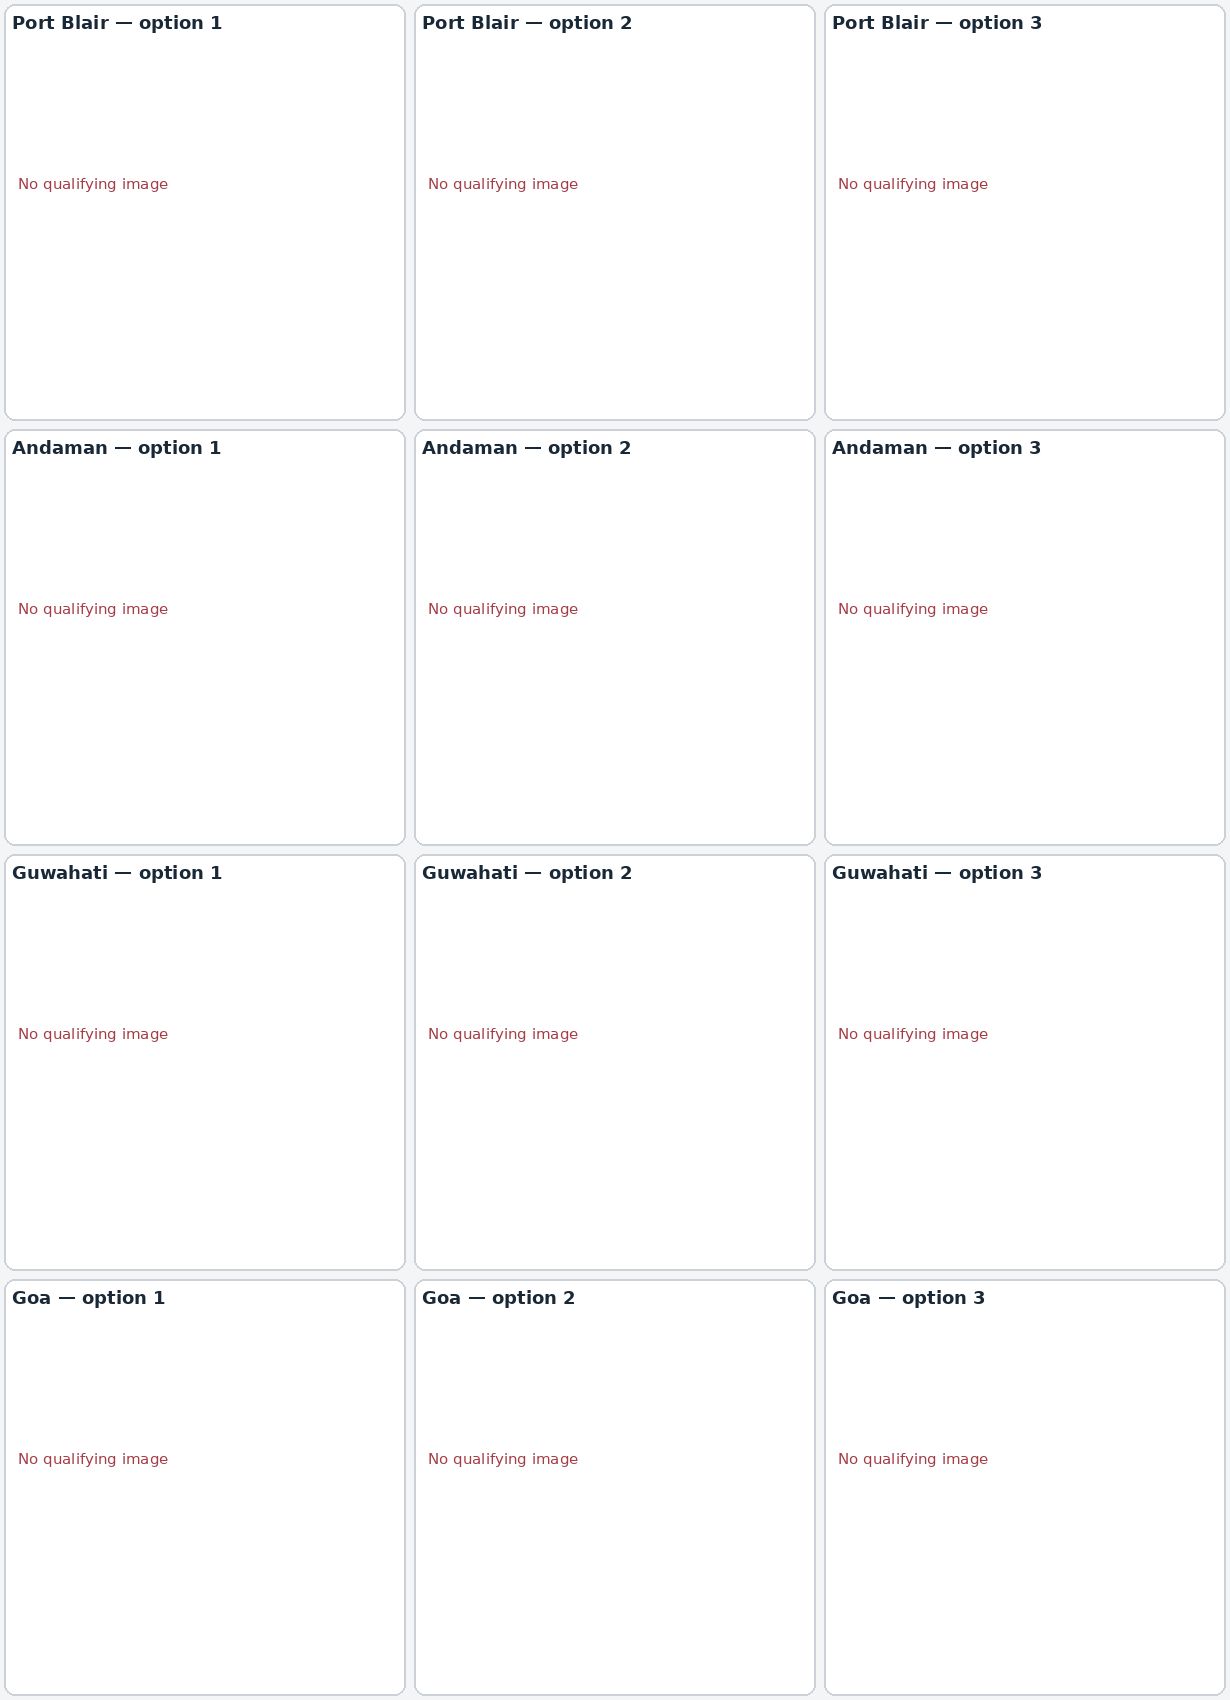 Port Blair — option 1
Port Blair — option 2
Port Blair — option 3
No qualifying image
No qualifying image
No qualifying image
Andaman — option 1
Andaman — option 2
Andaman — option 3
No qualifying image
No qualifying image
No qualifying image
Guwahati — option 1
Guwahati — option 2
Guwahati — option 3
No qualifying image
No qualifying image
No qualifying image
Goa — option 1
Goa — option 2
Goa — option 3
No qualifying image
No qualifying image
No qualifying image